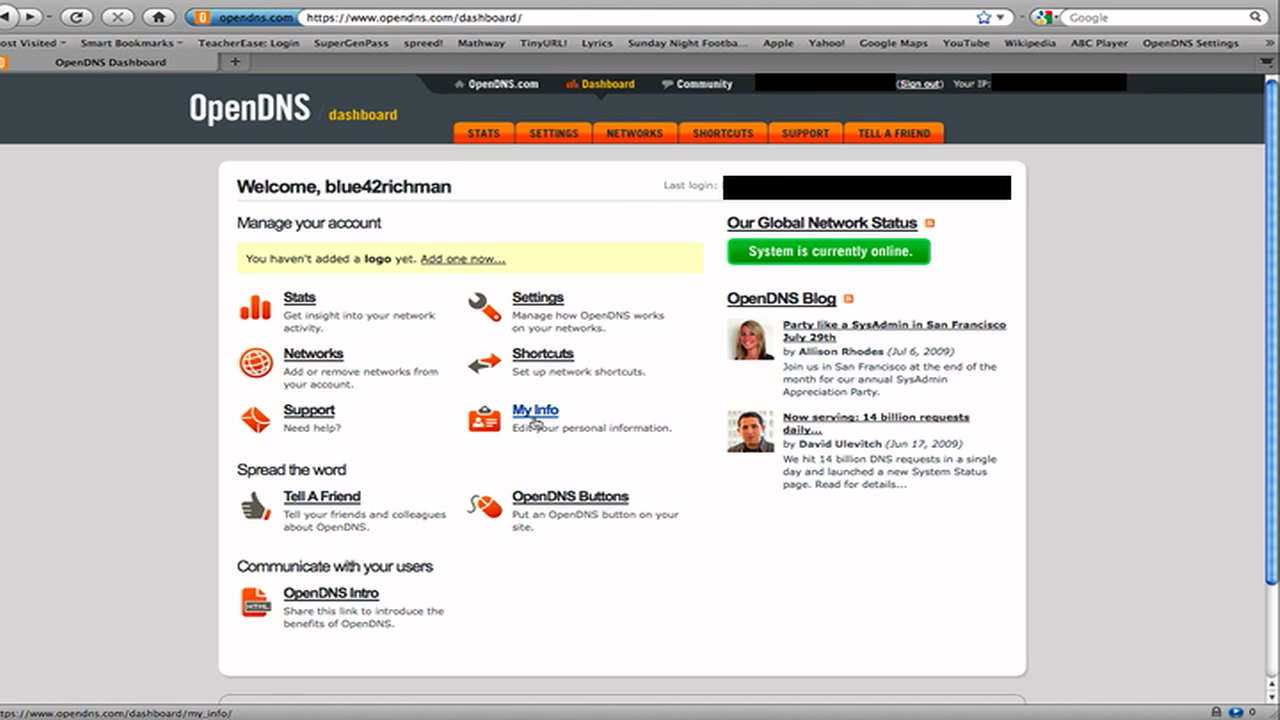 opendns.com
https://www.opendns.com/dashboard/
Google
ost Visited
Smart Bookmarks
TeacherEase: Login
SuperGenPass
speed!
Mathway
TinyURL!
Lyrics
Sunday Night Footba...
Apple
Yahoo!
Google Maps
YouTube
Wikipedia
ABC Player
OpenDNS Settings
OpenDNS Dashboard
OpenDNS.com
Dashboard
Community
(Sign out)
Your IP:
OpenDNS
dashboard
STATS
SETTINGS
NETWORKS
SHORTCUTS
SUPPORT
TELL A FRIEND
Welcome, blue42richman
Last login:
Manage your account
You haven't added a logo yet. Add one now...
Stats
Get insight into your network
activity.
Settings
Manage how OpenDNS works
on your networks.
Networks
Add or remove networks from
your account.
Shortcuts
Set up network shortcuts.
Support
Need help?
My Info
Edit your personal information.
Spread the word
Tell A Friend
Tell your friends and colleagues
about OpenDNS.
OpenDNS Buttons
Put an OpenDNS button on your
site.
Communicate with your users
HTML
OpenDNS Intro
Share this link to introduce the
benefits of OpenDNS.
Our Global Network Status
System is currently online.
OpenDNS Blog
Party like a SysAdmin in San Francisco
July 29th
by Allison Rhodes (Jul 6, 2009)
Join us in San Francisco at the end of the
month for our annual SysAdmin
Appreciation Party.
Now serving: 14 billion requests
daily...
by David Ulevitch (Jun 17, 2009)
We hit 14 billion DNS requests in a single
day and launched a new System Status
page. Read for details...
tps://www.opendns.com/dashboard/my_info/
0